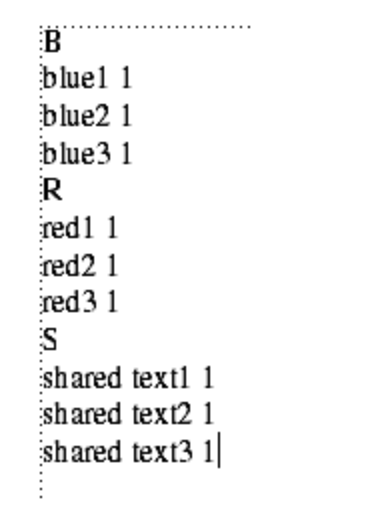 B
blue1 1
blue2 1
blue3 1
R
red1 1
red2 1
red3 1
S
shared text1 1
shared text2 1
shared text3 1